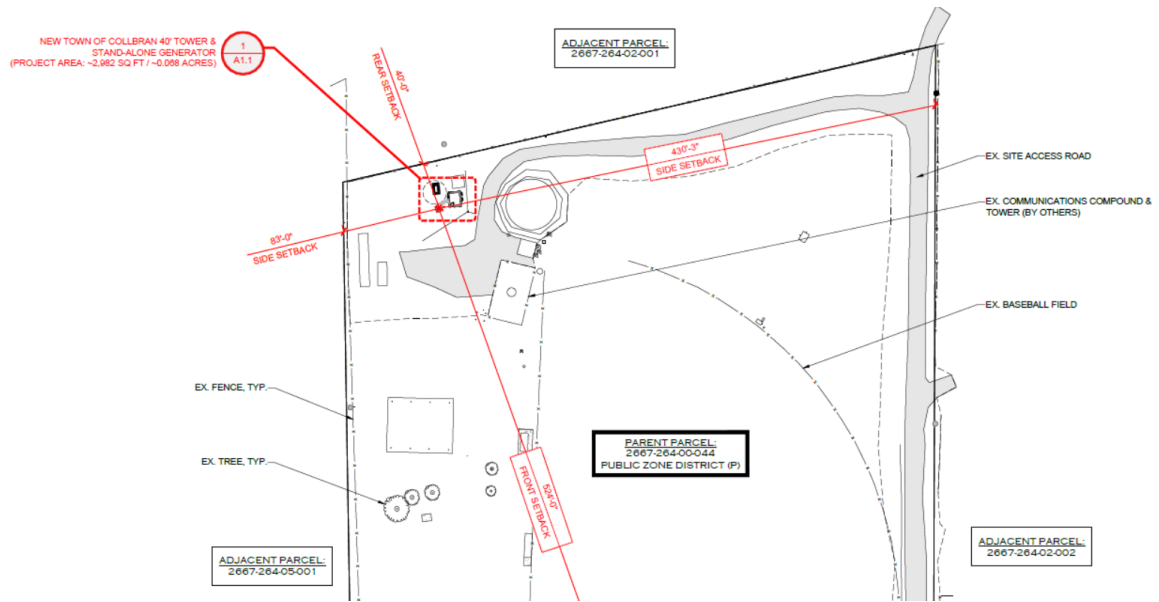 NEW TOWN OF COLLBRAN 40' TOWER &
STAND-ALONE GENERATOR
(PROJECT AREA: ~2,982 SQ FT / ~0.068 ACRES)
1
A1.1
ADJACENT PARCEL:
2667-264-02-001
40'-0"
REAR SETBACK
430'-3"
SIDE SETBACK
EX. SITE ACCESS ROAD
EX. COMMUNICATIONS COMPOUND &
TOWER (BY OTHERS)
83'-0"
SIDE SETBACK
EX. BASEBALL FIELD
EX. FENCE, TYP.
PARENT PARCEL:
2667-264-00-044
PUBLIC ZONE DISTRICT (P)
EX. TREE, TYP.
524'-0"
FRONT SETBACK
ADJACENT PARCEL:
2667-264-05-001
ADJACENT PARCEL:
2667-264-02-002